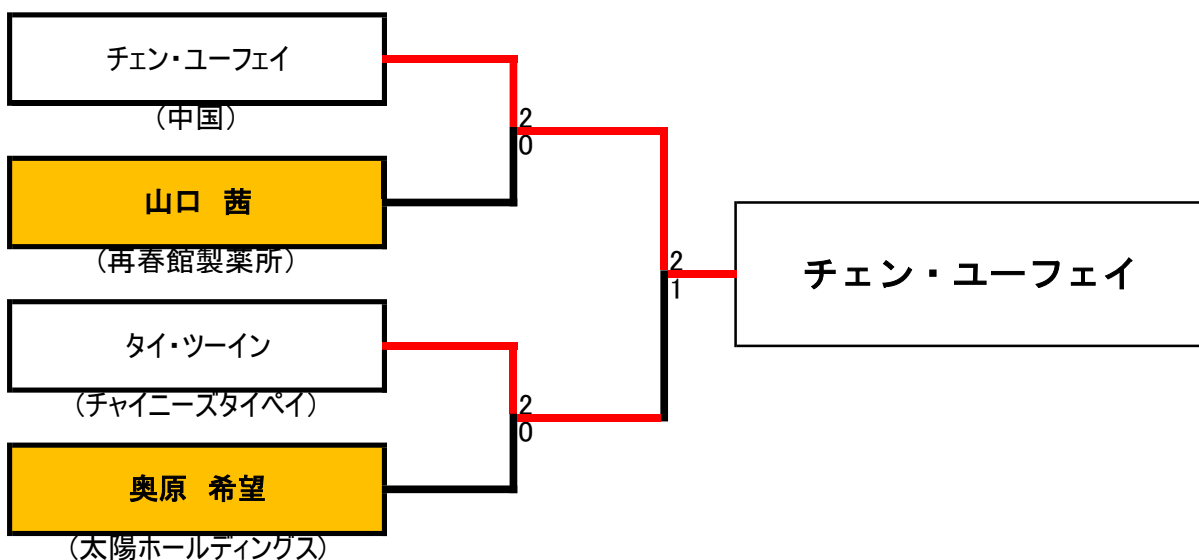 チェン・ユーフェイ
(中国)
2
0
山口 茜
(再春館製薬所)
2
1
チェン・ユーフェイ
タイ・ツーイン
(チャイニーズタイペイ)
2
0
奥原 希望
(太陽ホールディングス)